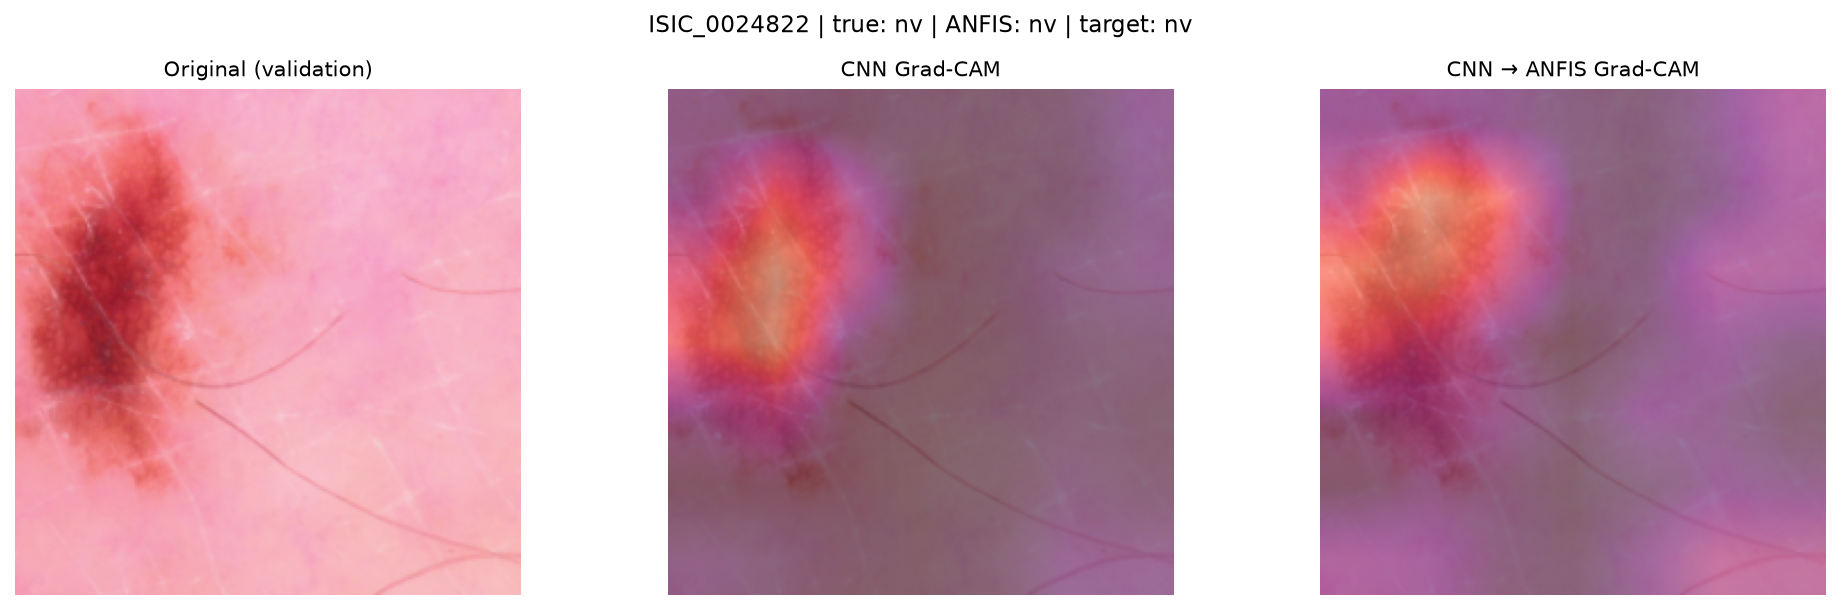 ISIC_0024822 | true: nv | ANFIS: nv | target: nv
Original (validation)
CNN Grad-CAM
CNN → ANFIS Grad-CAM